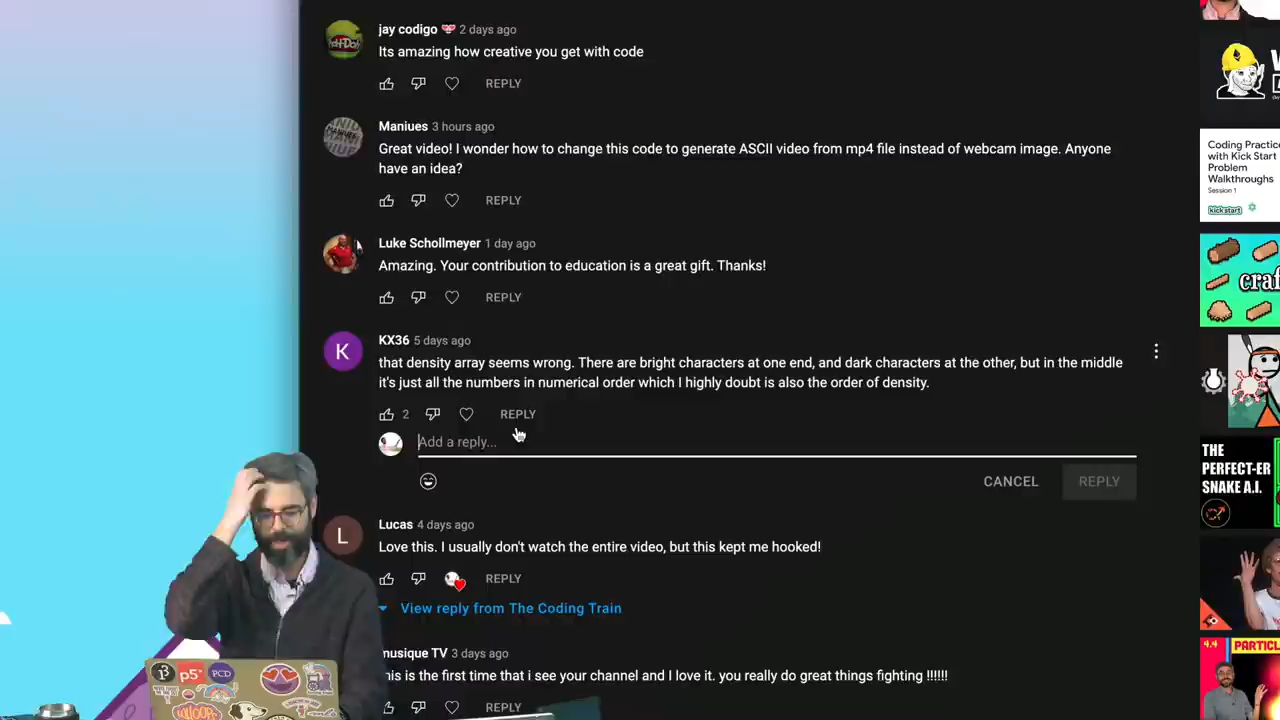 jay codigo 2 days ago
Its amazing how creative you get with code
REPLY
Maniues 3 hours ago
Great video! I wonder how to change this code to generate ASCII video from mp4 file instead of webcam image. Anyone
have an idea?
REPLY
Luke Schollmeyer 1 day ago
Amazing. Your contribution to education is a great gift. Thanks!
REPLY
K
KX36 5 days ago
that density array seems wrong. There are bright characters at one end, and dark characters at the other, but in the middle
it's just all the numbers in numerical order which I highly doubt is also the order of density.
2 REPLY
Add a reply...
CANCEL REPLY
L
Lucas 4 days ago
Love this. I usually don't watch the entire video, but this kept me hooked!
REPLY
View reply from The Coding Train
musique TV 3 days ago
his is the first time that i see your channel and I love it. you really do great things fighting !!!!!!
REPLY
Coding Practice
with Kick Start
Problem
Walkthroughs
Session 1
kickstart
craf
THE
PERFECT-ER
SNAKE A.I.
4.4 PARTICL
p5*
PCD
WHOOPS